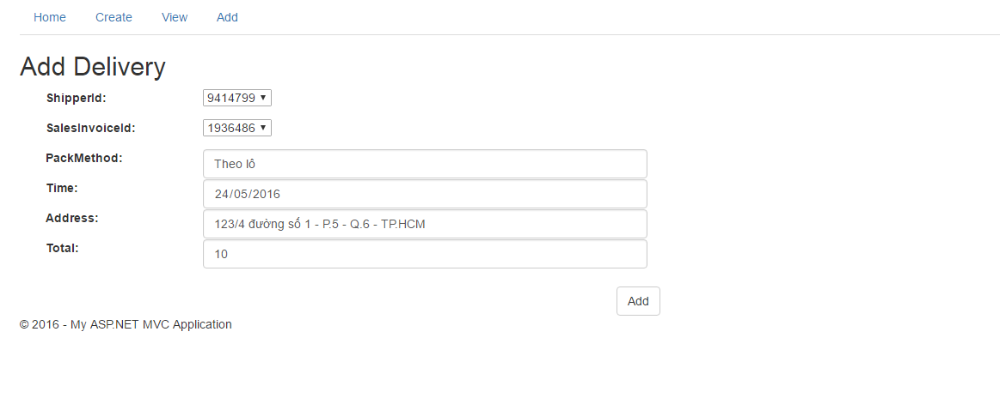 Home Create View Add
Add Delivery
ShipperId: 9414799
SalesInvoiceId: 1936486
PackMethod: Theo lô
Time: 24/05/2016
Address: 123/4 đường số 1 - P.5 - Q.6 - TP.HCM
Total: 10
Add
© 2016 - My ASP.NET MVC Application